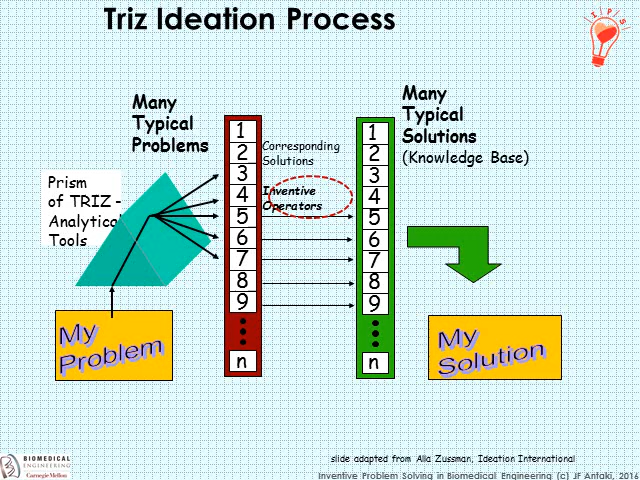 Triz Ideation Process
I P S
Many
Typical
Problems
Many
Typical
Solutions
(Knowledge Base)
Prism
of TRIZ -
Analytical
Tools
Corresponding
Solutions
Inventive
Operators
1
2
3
4
5
6
7
8
9
n
1
2
3
4
5
6
7
8
9
n
My
Problem
My
Solution
slide adapted from Alla Zussman, Ideation International
BIOMEDICAL
ENGINEERING
Carnegie Mellon
Inventive Problem Solving in Biomedical Engineering (c) JF Antaki, 2016